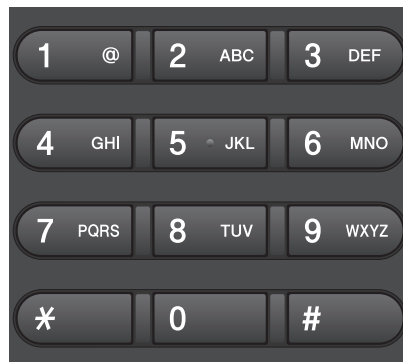 1 @ 2 ABC 3 DEF
4 GHI 5 JKL 6 MNO
7 PQRS 8 TUV 9 WXYZ
* 0 #